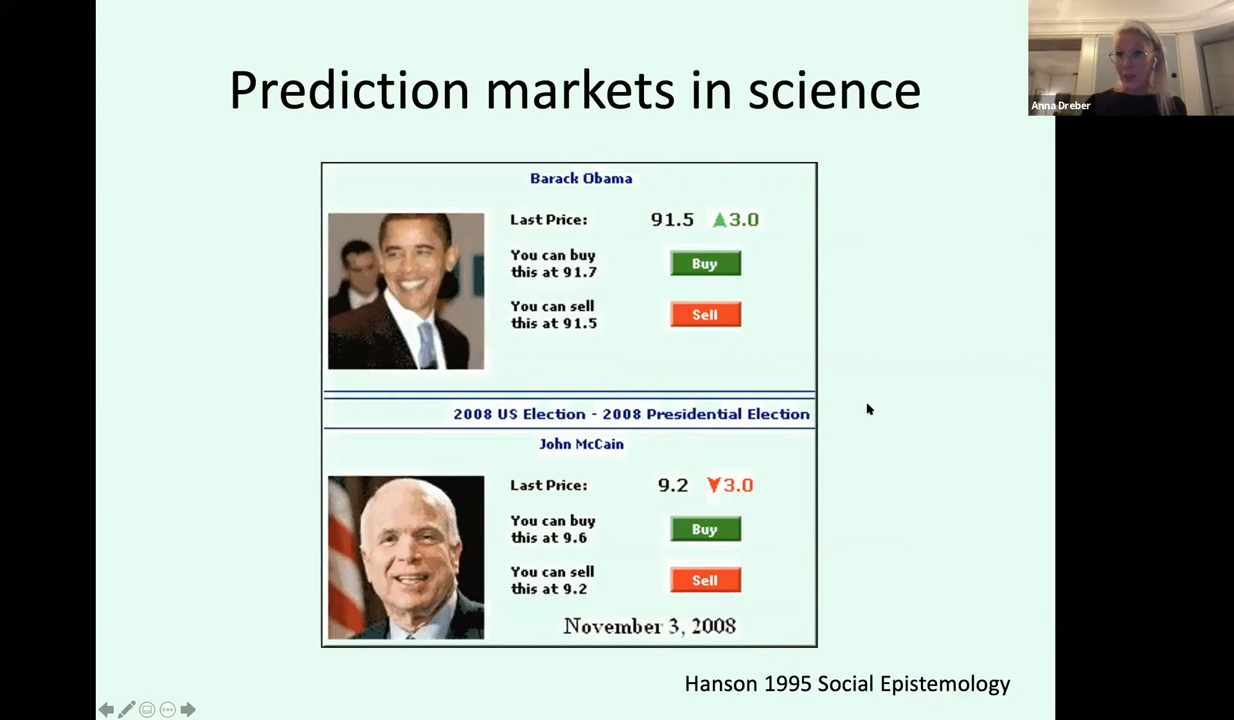 Prediction markets in science
Anna Dreber
Barack Obama
Last Price: 91.5 3.0
You can buy
this at 91.7
Buy
You can sell
this at 91.5
Sell
2008 US Election - 2008 Presidential Election
John McCain
Last Price: 9.2 3.0
You can buy
this at 9.6
Buy
You can sell
this at 9.2
Sell
November 3, 2008
Hanson 1995 Social Epistemology